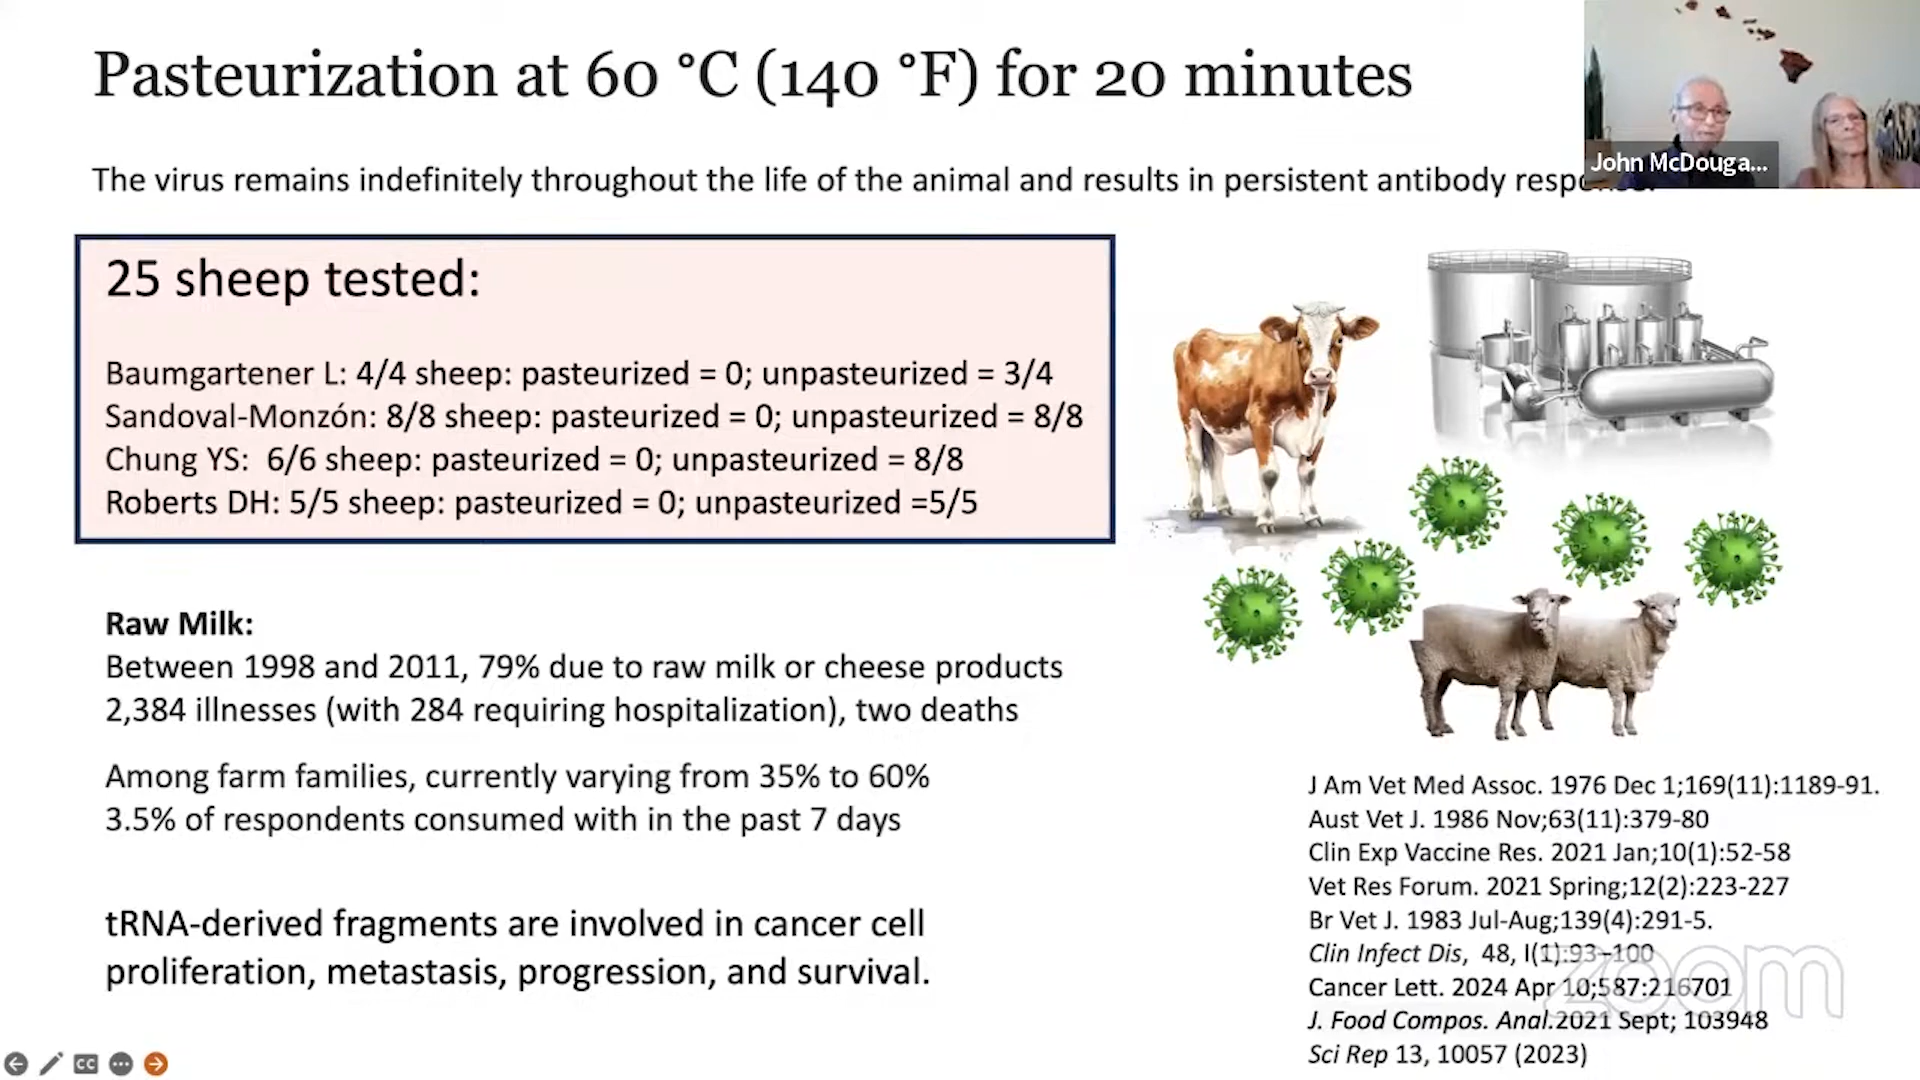 Pasteurization at 60 °C (140 °F) for 20 minutes
John McDouga...
The virus remains indefinitely throughout the life of the animal and results in persistent antibody
25 sheep tested:
Baumgartener L: 4/4 sheep: pasteurized = 0; unpasteurized = 3/4
Sandoval-Monzón: 8/8 sheep: pasteurized = 0; unpasteurized = 8/8
Chung YS:  6/6 sheep: pasteurized = 0; unpasteurized = 8/8
Roberts DH: 5/5 sheep: pasteurized = 0; unpasteurized =5/5
Raw Milk:
Between 1998 and 2011, 79% due to raw milk or cheese products
2,384 illnesses (with 284 requiring hospitalization), two deaths
Among farm families, currently varying from 35% to 60%
3.5% of respondents consumed with in the past 7 days
tRNA-derived fragments are involved in cancer cell
proliferation, metastasis, progression, and survival.
J Am Vet Med Assoc. 1976 Dec 1;169(11):1189-91.
Aust Vet J. 1986 Nov;63(11):379-80
Clin Exp Vaccine Res. 2021 Jan;10(1):52-58
Vet Res Forum. 2021 Spring;12(2):223-227
Br Vet J. 1983 Jul-Aug;139(4):291-5.
Clin Infect Dis, 48, I(1):93–100
Cancer Lett. 2024 Apr 10;587:216701
J. Food Compos. Anal.2021 Sept; 103948
Sci Rep 13, 10057 (2023)
zoom
CC